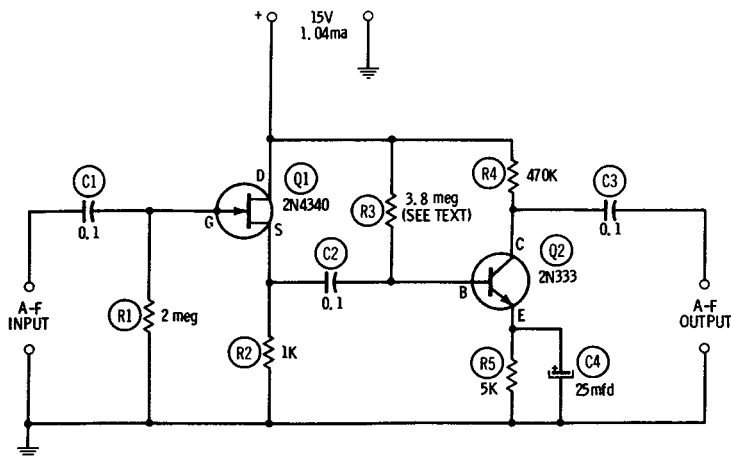 + 15V
1.04ma
C1
0.1
D
G
S
Q1
2N4340
R3
3.8 meg
(SEE TEXT)
R4
470K
C3
0.1
C2
0.1
B
C
E
Q2
2N333
A-F
INPUT
R1
2 meg
R2
1K
R5
5K
+
C4
25mfd
A-F
OUTPUT